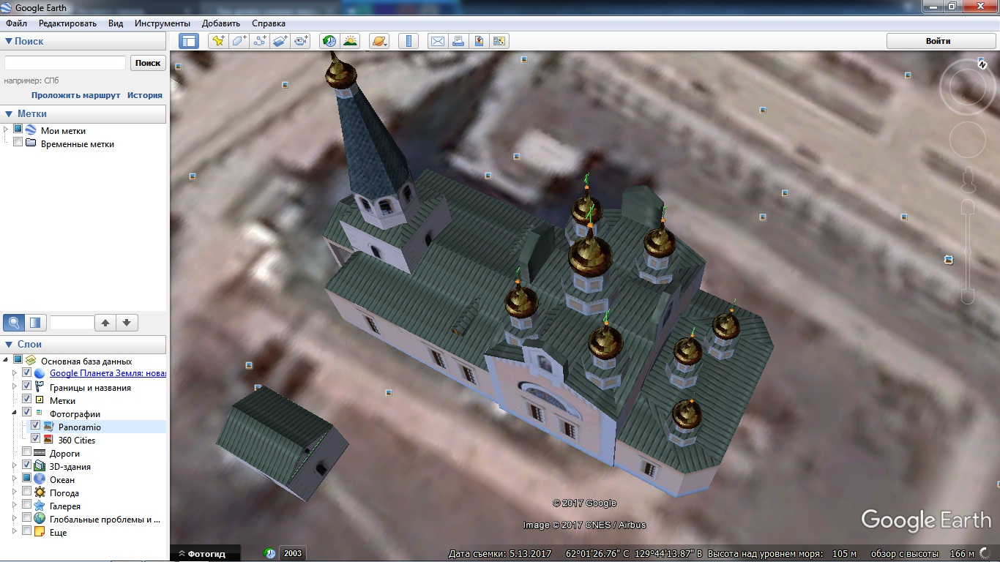 Google Earth
Файл Редактировать Вид Инструменты Добавить Справка
Поиск
Войти
Поиск
например: СПб
Проложить маршрут История
Метки
Мои метки
Временные метки
Слои
Основная база данных
Google Планета Земля: новая
Границы и названия
Метки
Фотографии
Panoramio
360 Cities
Дороги
3D-здания
Океан
Погода
Галерея
Глобальные проблемы и ...
Еще
N
© 2017 Google
Image © 2017 CNES / Airbus
Google Earth
Фотогид
2003
Дата съемки: 5.13.2017 62°01'26.76" С 129°44'13.87" В Высота над уровнем моря: 105 м обзор с высоты 166 м